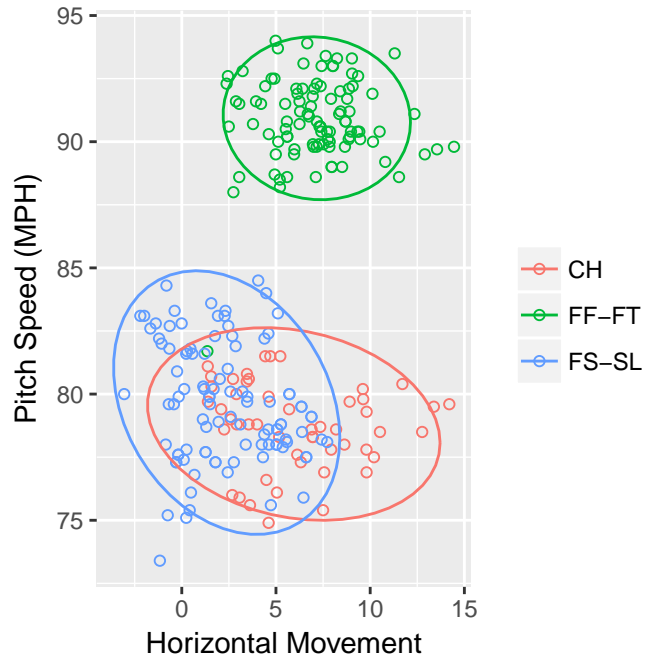 95
90
85
80
75
Pitch Speed (MPH)
0
5
10
15
Horizontal Movement
CH
FF−FT
FS−SL